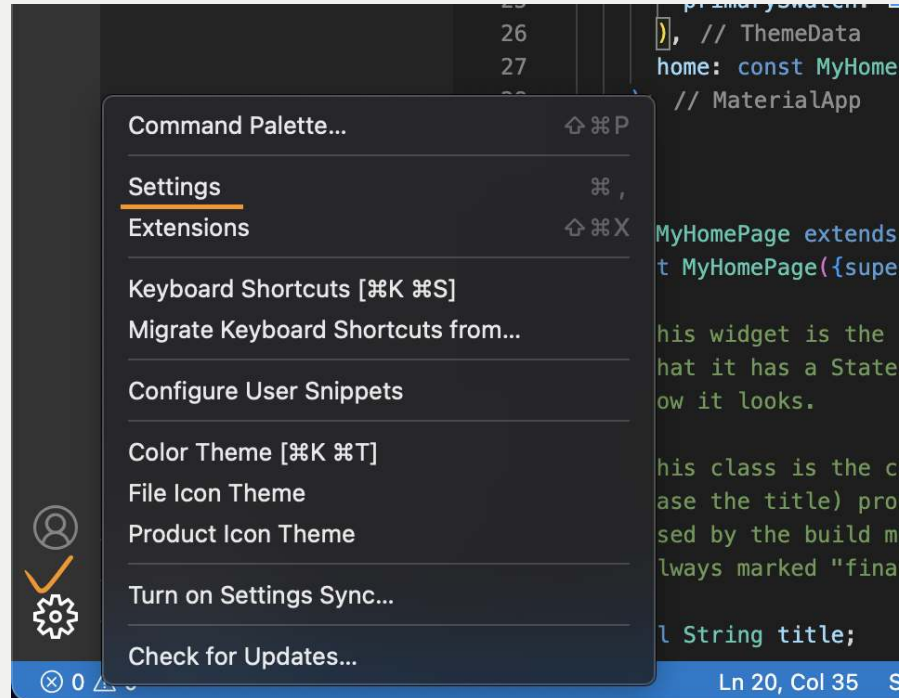 26 ), // ThemeData
27 home: const MyHome
// MaterialApp
Command Palette... ⇧⌘P
Settings ⌘ ,
Extensions ⇧⌘X
MyHomePage extends
t MyHomePage({supe
Keyboard Shortcuts [⌘K ⌘S]
Migrate Keyboard Shortcuts from...
his widget is the
hat it has a State
Configure User Snippets
ow it looks.
Color Theme [⌘K ⌘T]
his class is the c
File Icon Theme
ase the title) pro
Product Icon Theme
sed by the build m
lways marked "fina
Turn on Settings Sync...
l String title;
Check for Updates...
0
Ln 20, Col 35 S